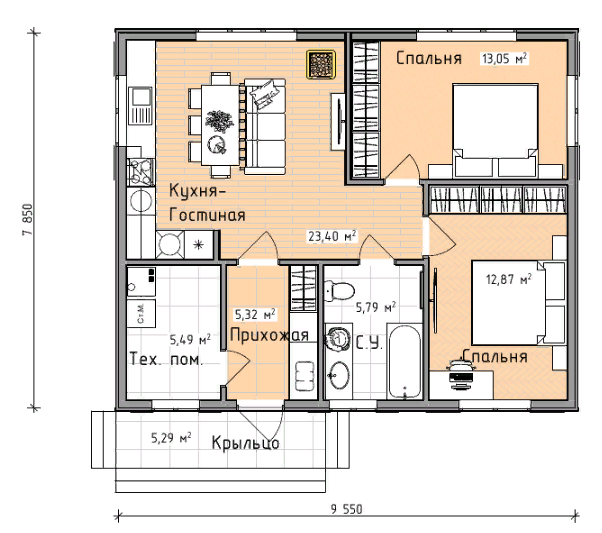 Спальня 13,05 м²
Кухня-
Гостиная
23,40 м²
12,87 м²
Спальня
5,32 м²
Прихожая
5,79 м²
С.У.
Ст.М.
5,49 м²
Тех. пом.
5,29 м² Крыльцо
7 850
9 550